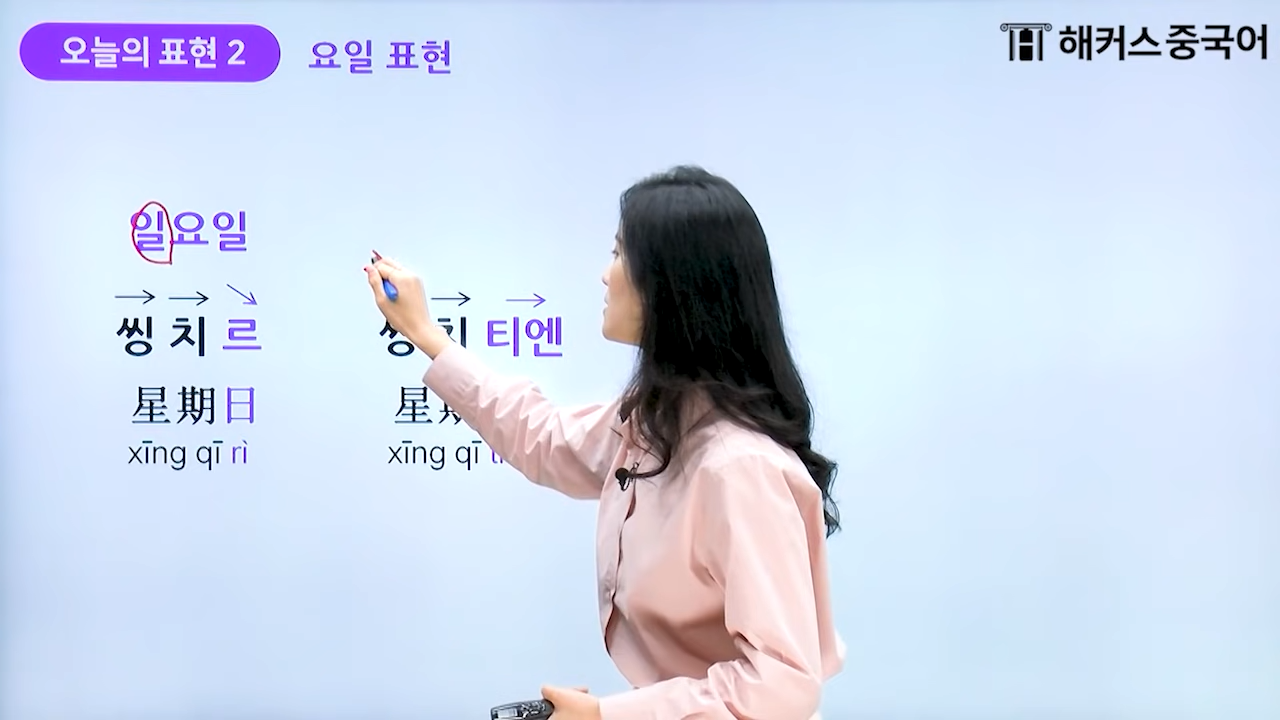 오늘의 표현 2
요일 표현
해커스중국어
일요일
씽 치 르
星期日
xīng qī rì
티엔
星
xīng qī